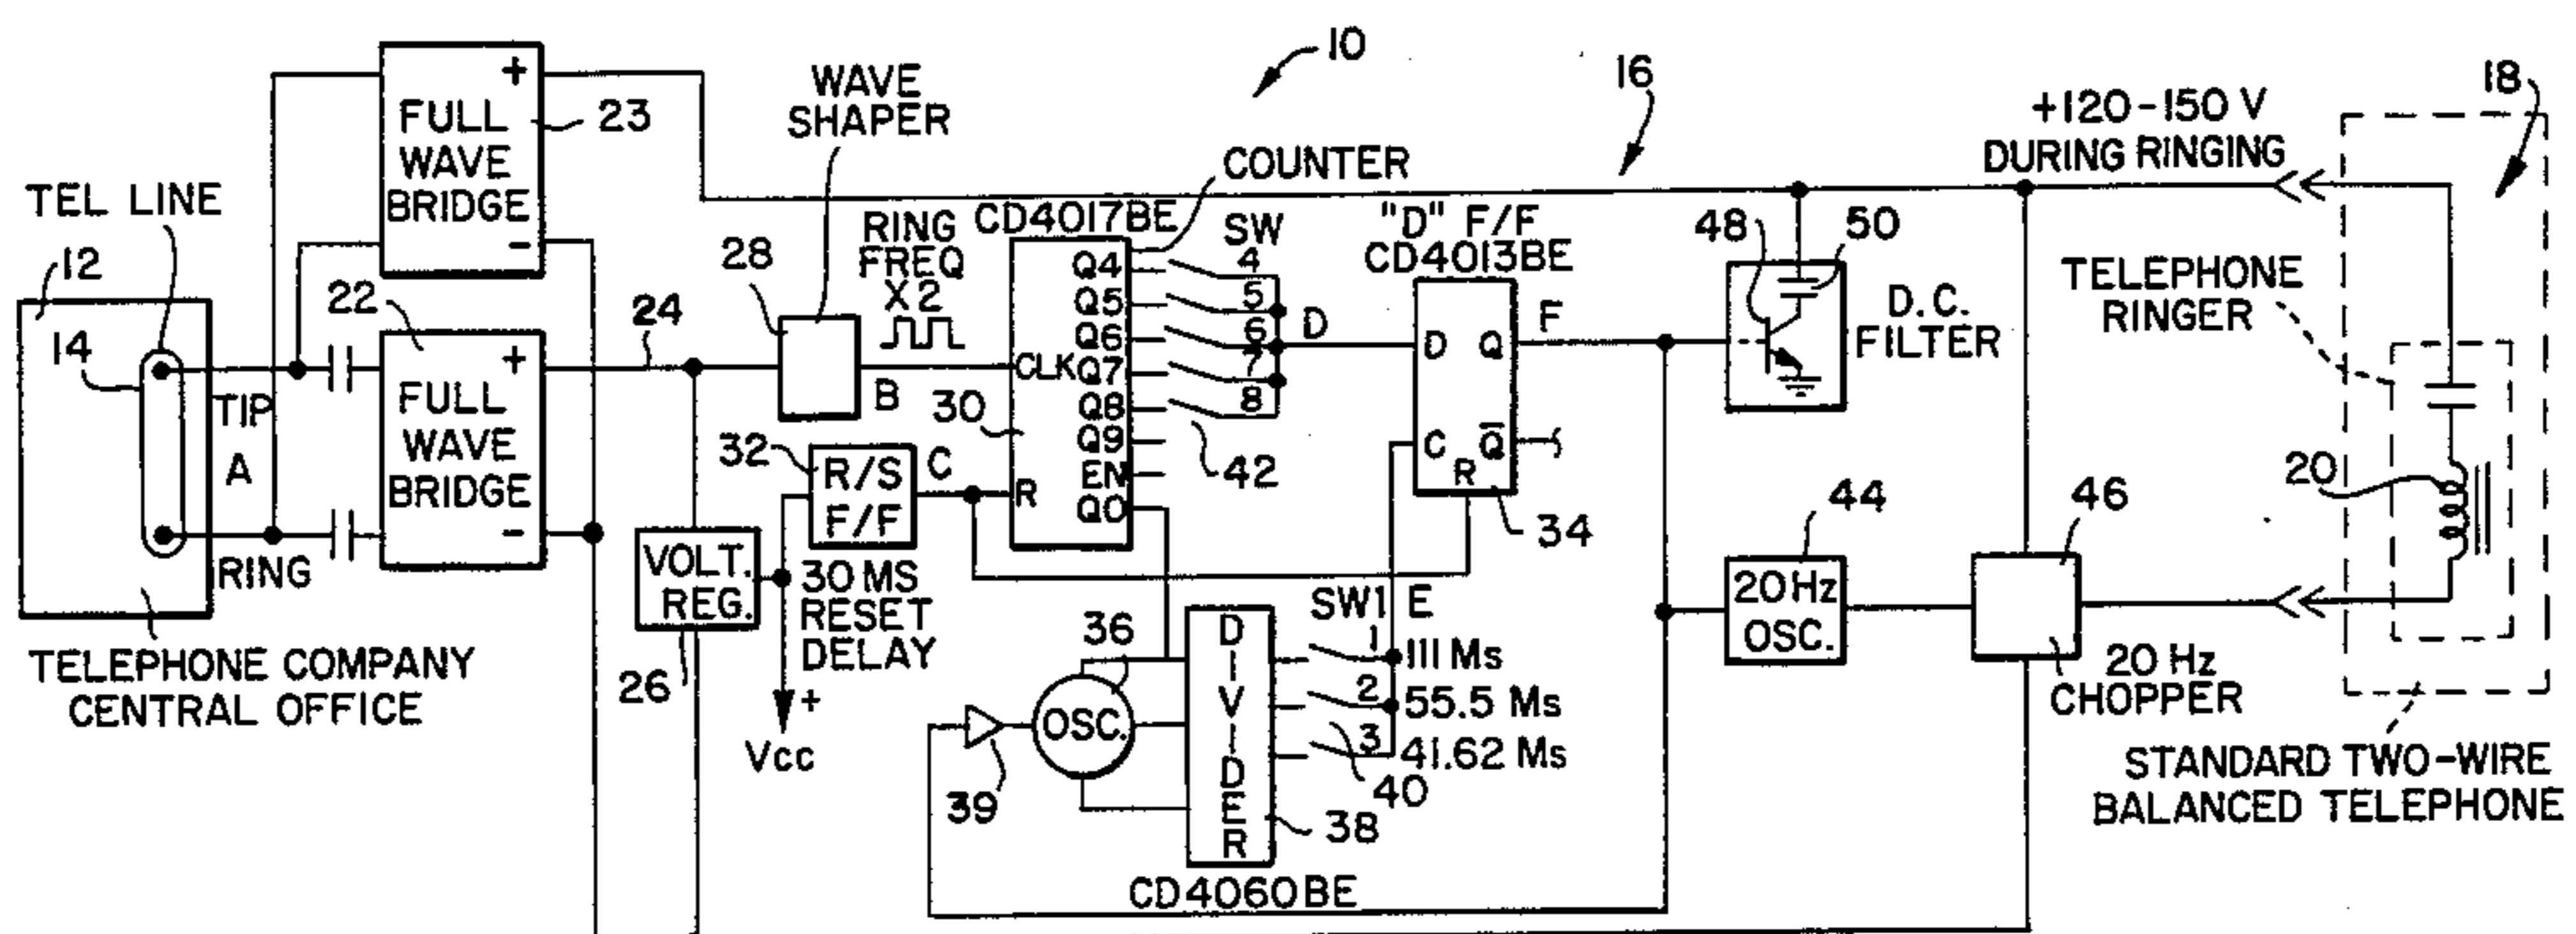 10
16
18
WAVE
SHAPER
+120-150 V
DURING RINGING
+
FULL
WAVE
BRIDGE
-
23
TEL LINE
COUNTER
CD4017BE
SW
"D" F/F
CD4013BE
48
50
12
28
RING
FREQ
X2
Q4
Q5
Q6
Q7
Q8
Q9
EN
Q0
CLK
R
4
5
6
7
8
D
D
Q
C
Q̅
R
F
D.C.
FILTER
TELEPHONE
RINGER
22
24
14
TIP
A
RING
+
FULL
WAVE
BRIDGE
-
B
30
32
R/S
F/F
C
42
34
44
46
20
VOLT.
REG.
26
30 MS
RESET
DELAY
+
Vcc
SW1
E
1
2
3
111 Ms
55.5 Ms
41.62 Ms
40
36
OSC.
39
DIVIDER
38
CD4060BE
20 Hz
OSC.
20 Hz
CHOPPER
TELEPHONE COMPANY
CENTRAL OFFICE
STANDARD TWO-WIRE
BALANCED TELEPHONE